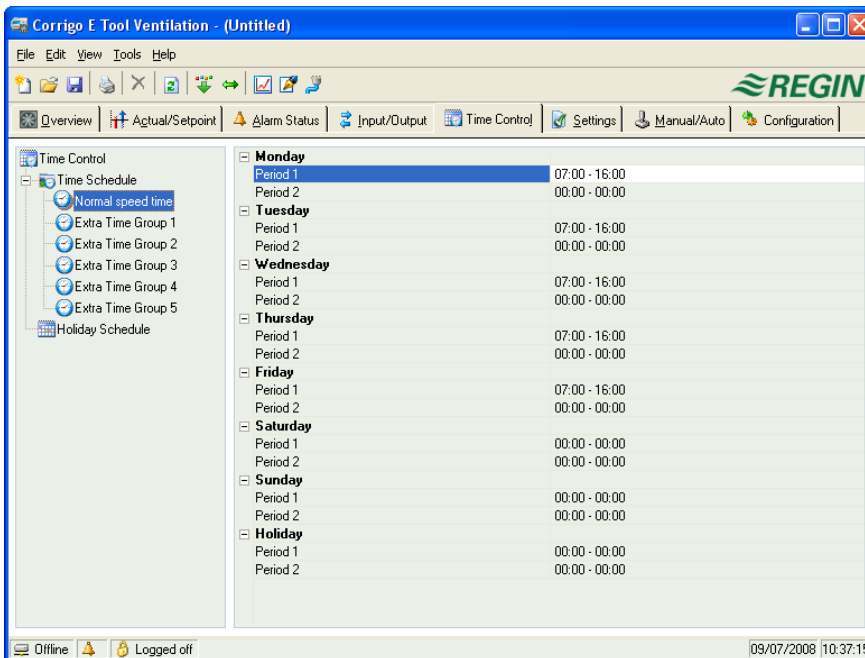 Corrigo E Tool Ventilation - (Untitled)
File Edit View Tools Help
REGIN
Overview Actual/Setpoint Alarm Status Input/Output Time Control Settings Manual/Auto Configuration
Time Control
Time Schedule
Normal speed time
Extra Time Group 1
Extra Time Group 2
Extra Time Group 3
Extra Time Group 4
Extra Time Group 5
Holiday Schedule
Monday
Period 1 07:00 - 16:00
Period 2 00:00 - 00:00
Tuesday
Period 1 07:00 - 16:00
Period 2 00:00 - 00:00
Wednesday
Period 1 07:00 - 16:00
Period 2 00:00 - 00:00
Thursday
Period 1 07:00 - 16:00
Period 2 00:00 - 00:00
Friday
Period 1 07:00 - 16:00
Period 2 00:00 - 00:00
Saturday
Period 1 00:00 - 00:00
Period 2 00:00 - 00:00
Sunday
Period 1 00:00 - 00:00
Period 2 00:00 - 00:00
Holiday
Period 1 00:00 - 00:00
Period 2 00:00 - 00:00
Offline Logged off 09/07/2008